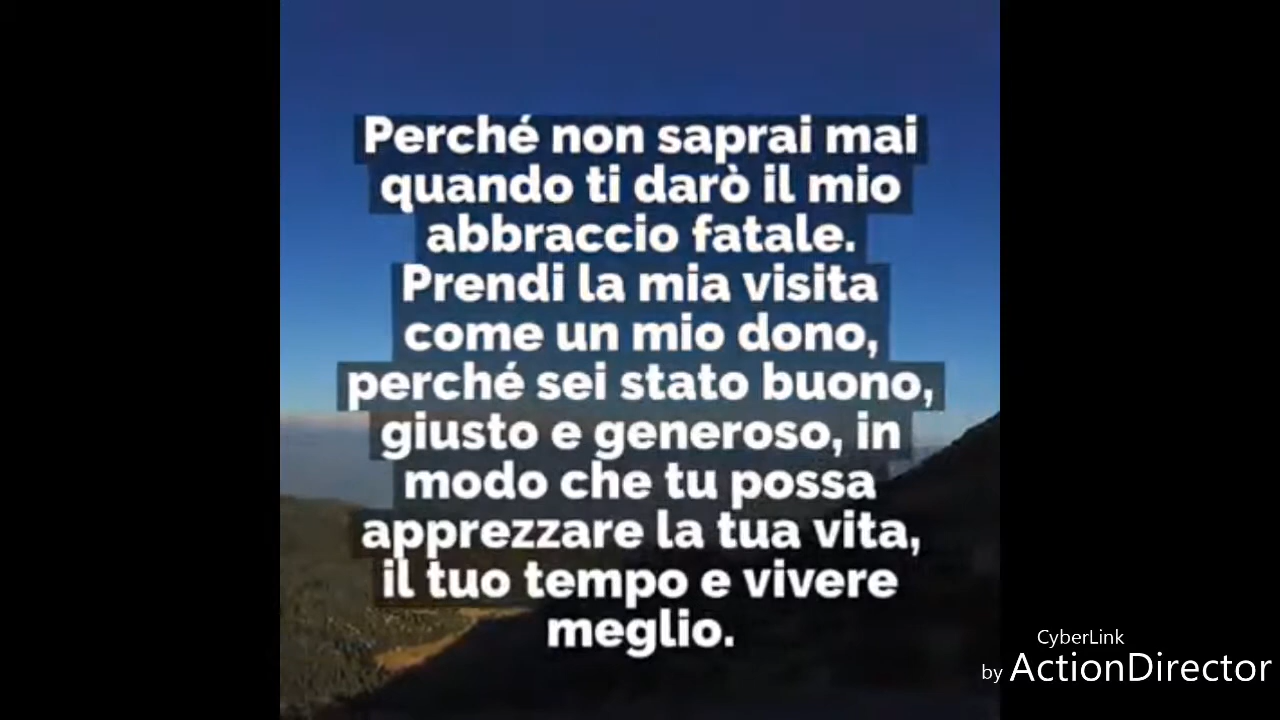 Perché non saprai mai
quando ti darò il mio
abbraccio fatale.
Prendi la mia visita
come un mio dono,
perché sei stato buono,
giusto e generoso, in
modo che tu possa
apprezzare la tua vita,
il tuo tempo e vivere
meglio.
CyberLink
by ActionDirector